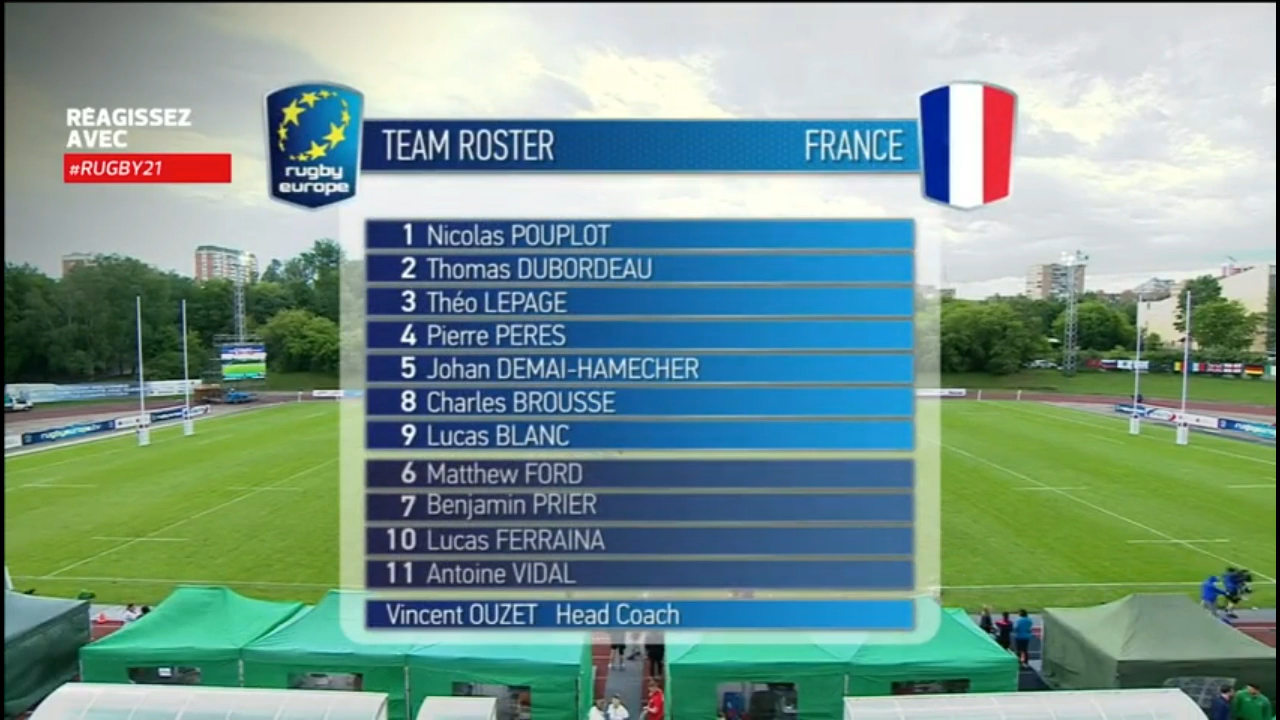 RÉAGISSEZ
AVEC
#RUGBY21
rugby
europe
TEAM ROSTER FRANCE
1 Nicolas POUPLOT
2 Thomas DUBORDEAU
3 Théo LEPAGE
4 Pierre PERES
5 Johan DEMAI-HAMECHER
8 Charles BROUSSE
9 Lucas BLANC
6 Matthew FORD
7 Benjamin PRIER
10 Lucas FERRAINA
11 Antoine VIDAL
Vincent OUZET Head Coach